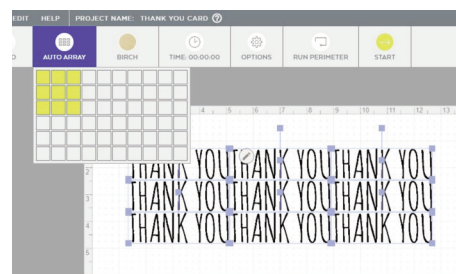 EDIT HELP PROJECT NAME: THANK YOU CARD ?
AUTO ARRAY BIRCH TIME: 00:00:00 OPTIONS RUN PERIMETER START
4 5 6 7 8 9 10 11 12 13
2
3
4
5
THANK YOU THANK YOU THANK YOU
THANK YOU THANK YOU THANK YOU
THANK YOU THANK YOU THANK YOU